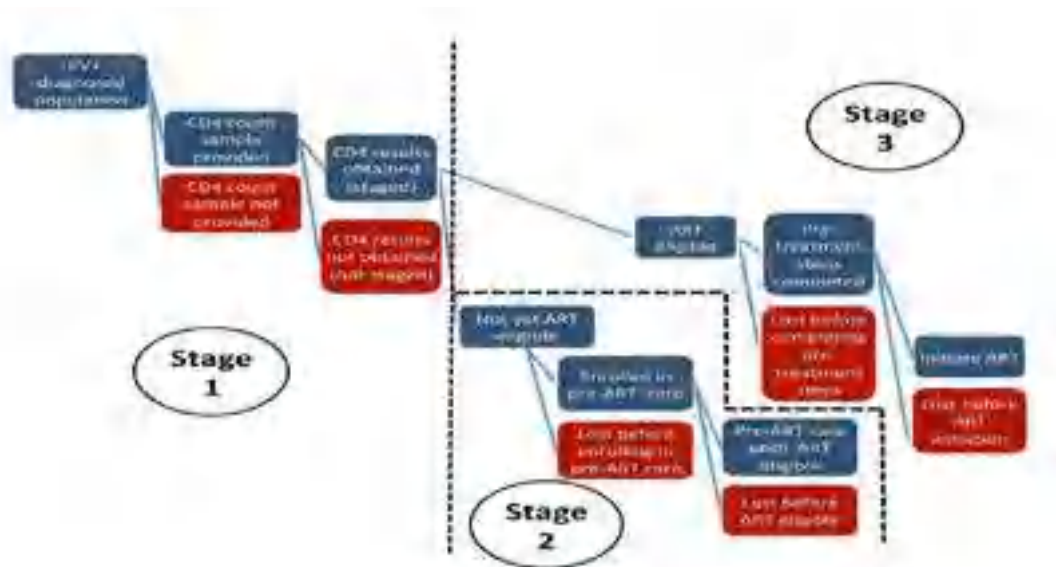 HIV+
diagnosed
population
CD4 count
sample
provided
CD4 count
sample not
provided
CD4 results
obtained
(staged)
CD4 results
not obtained
(not staged)
Stage
1
Not yet ART
eligible
Enrolled in
pre-ART care
Lost before
enrolling in
pre-ART care
Pre-ART care
until ART
eligible
Lost before
ART eligible
Stage
2
Stage
3
ART
eligible
Pre-
treatment
steps
completed
Lost before
completing
pre-
treatment
steps
Initiate ART
Lost before
ART
initiation